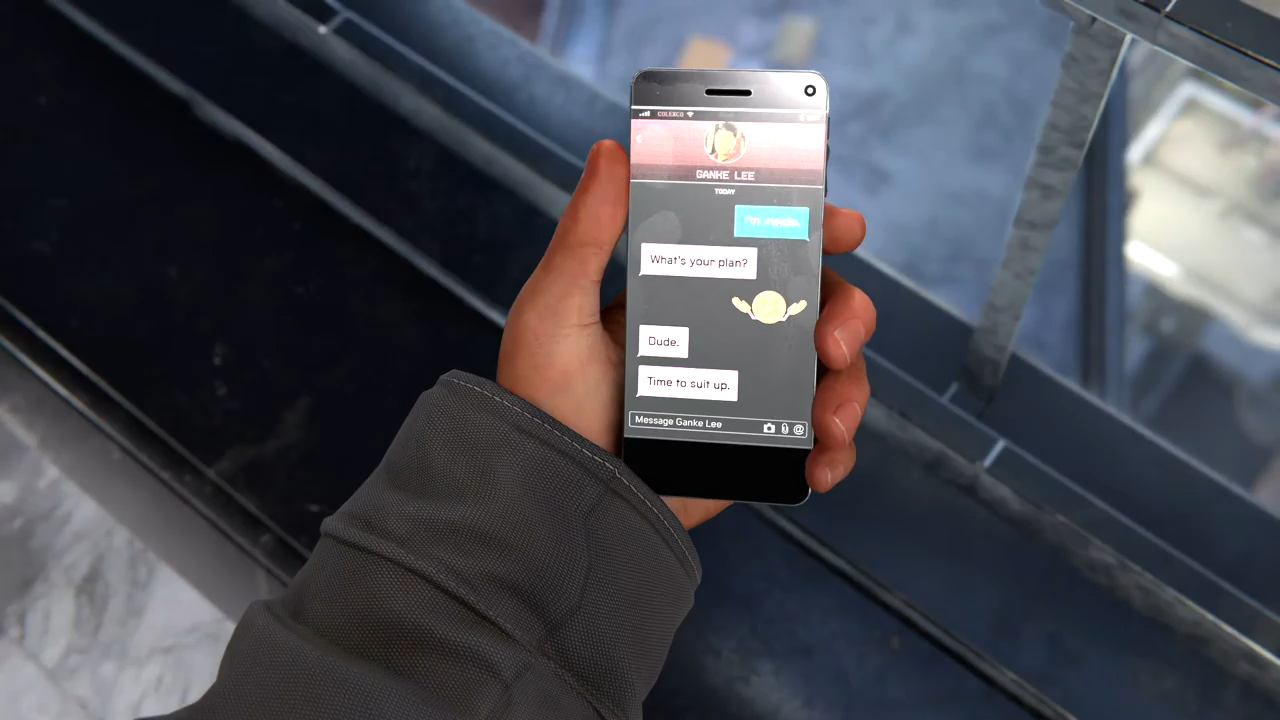 COLEXCO
GANKE LEE
TODAY
I'm inside.
What's your plan?
Dude.
Time to suit up.
Message Ganke Lee
@